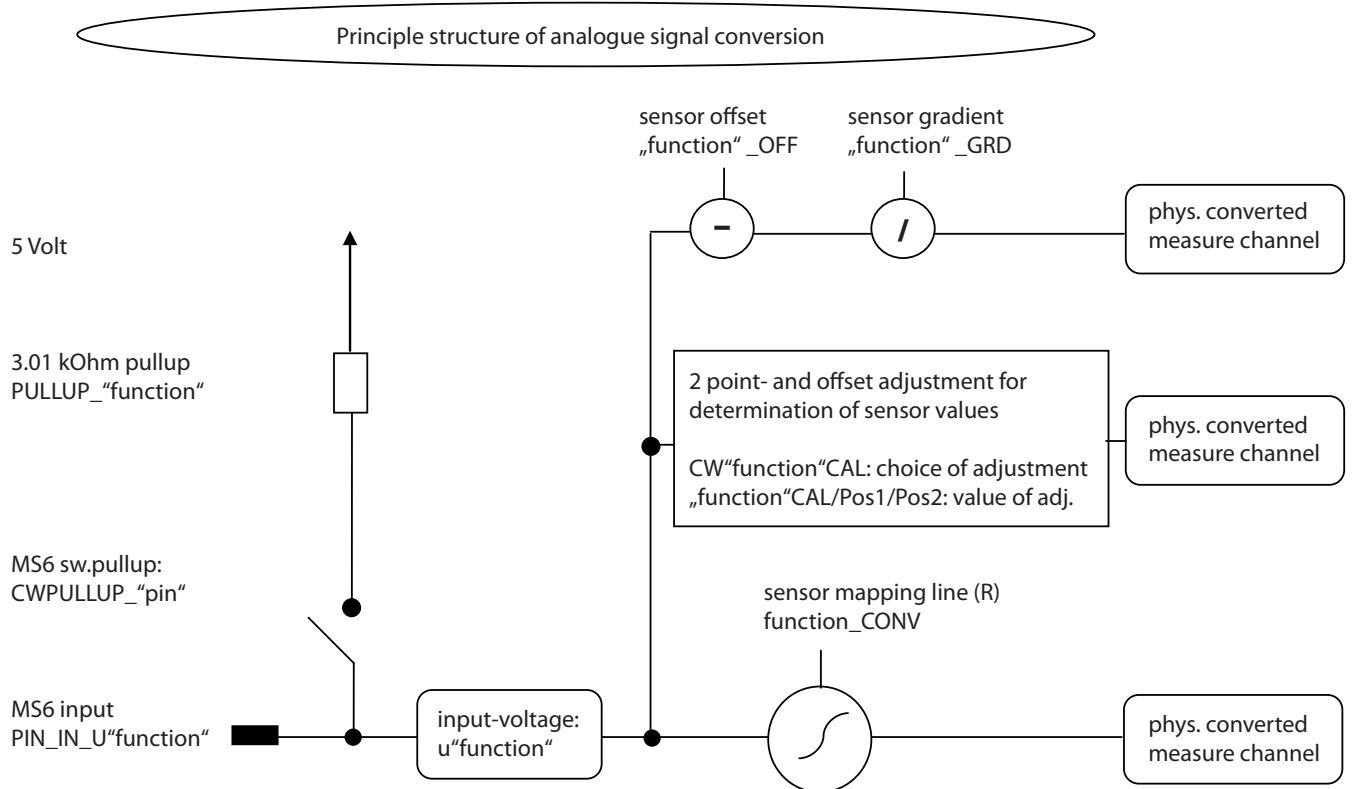 Principle structure of analogue signal conversion
sensor offset
„function“ _OFF
sensor gradient
„function“ _GRD
-
/
phys. converted
measure channel
5 Volt
3.01 kOhm pullup
PULLUP_“function“
2 point- and offset adjustment for
determination of sensor values
CW“function“CAL: choice of adjustment
„function“CAL/Pos1/Pos2: value of adj.
phys. converted
measure channel
MS6 sw.pullup:
CWPULLUP_“pin“
sensor mapping line (R)
function_CONV
MS6 input
PIN_IN_U“function“
input-voltage:
u“function“
phys. converted
measure channel